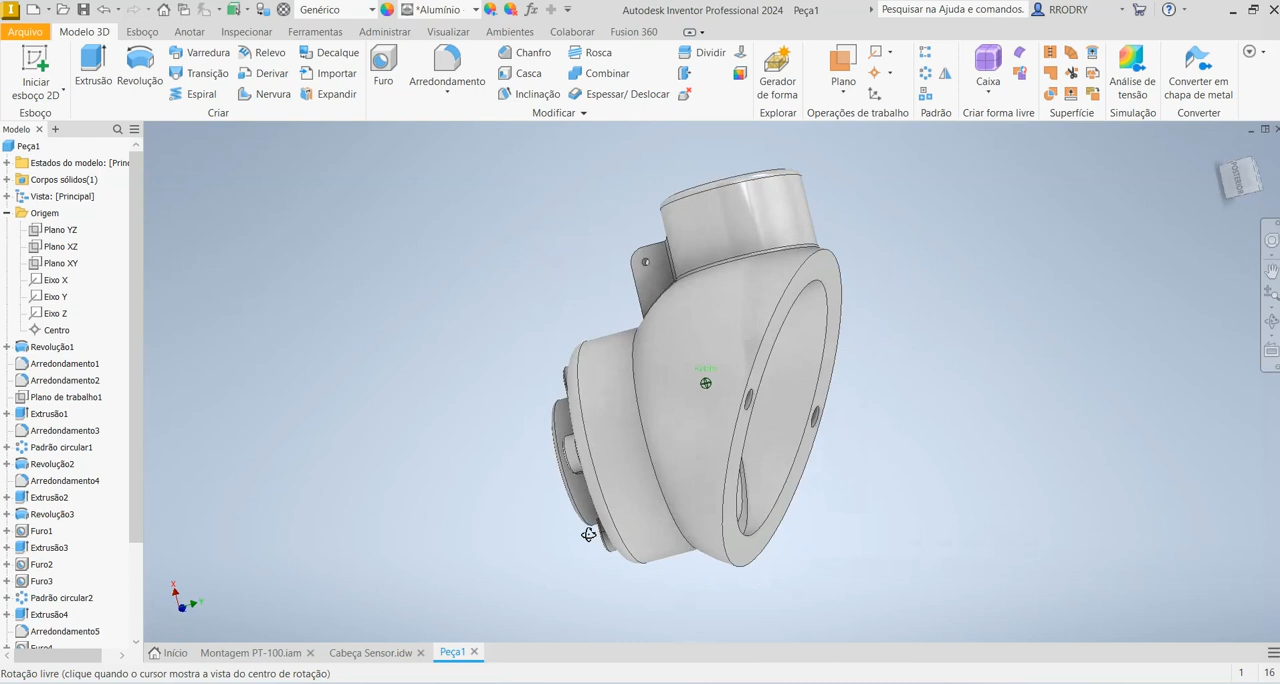 Genérico
*Alumínio
Autodesk Inventor Professional 2024 Peça1
Pesquisar na Ajuda e comandos.
RRODRY
Arquivo Modelo 3D Esboço Anotar Inspecionar Ferramentas Administrar Visualizar Ambientes Colaborar Fusion 360
Iniciar
esboço 2D
Extrusão
Revolução
Varredura
Relevo
Decalque
Transição
Derivar
Importar
Espiral
Nervura
Expandir
Furo
Arredondamento
Chanfro
Rosca
Dividir
Casca
Combinar
Inclinação
Espessar/ Deslocar
Gerador
de forma
Plano
Caixa
Análise de
tensão
Converter em
chapa de metal
Esboço Criar Modificar Explorar Operações de trabalho Padrão Criar forma livre Superfície Simulação Converter
Modelo
Peça1
Estados do modelo: [Princ
Corpos sólidos(1)
Vista: [Principal]
Origem
Plano YZ
Plano XZ
Plano XY
Eixo X
Eixo Y
Eixo Z
Centro
Revolução1
Arredondamento1
Arredondamento2
Plano de trabalho1
Extrusão1
Arredondamento3
Padrão circular1
Revolução2
Arredondamento4
Extrusão2
Revolução3
Furo1
Extrusão3
Furo2
Furo3
Padrão circular2
Extrusão4
Arredondamento5
Furo4
POSTERIOR
X
Y
Início Montagem PT-100.iam Cabeça Sensor.idw Peça1
Rotação livre (clique quando o cursor mostra a vista do centro de rotação)
1 16